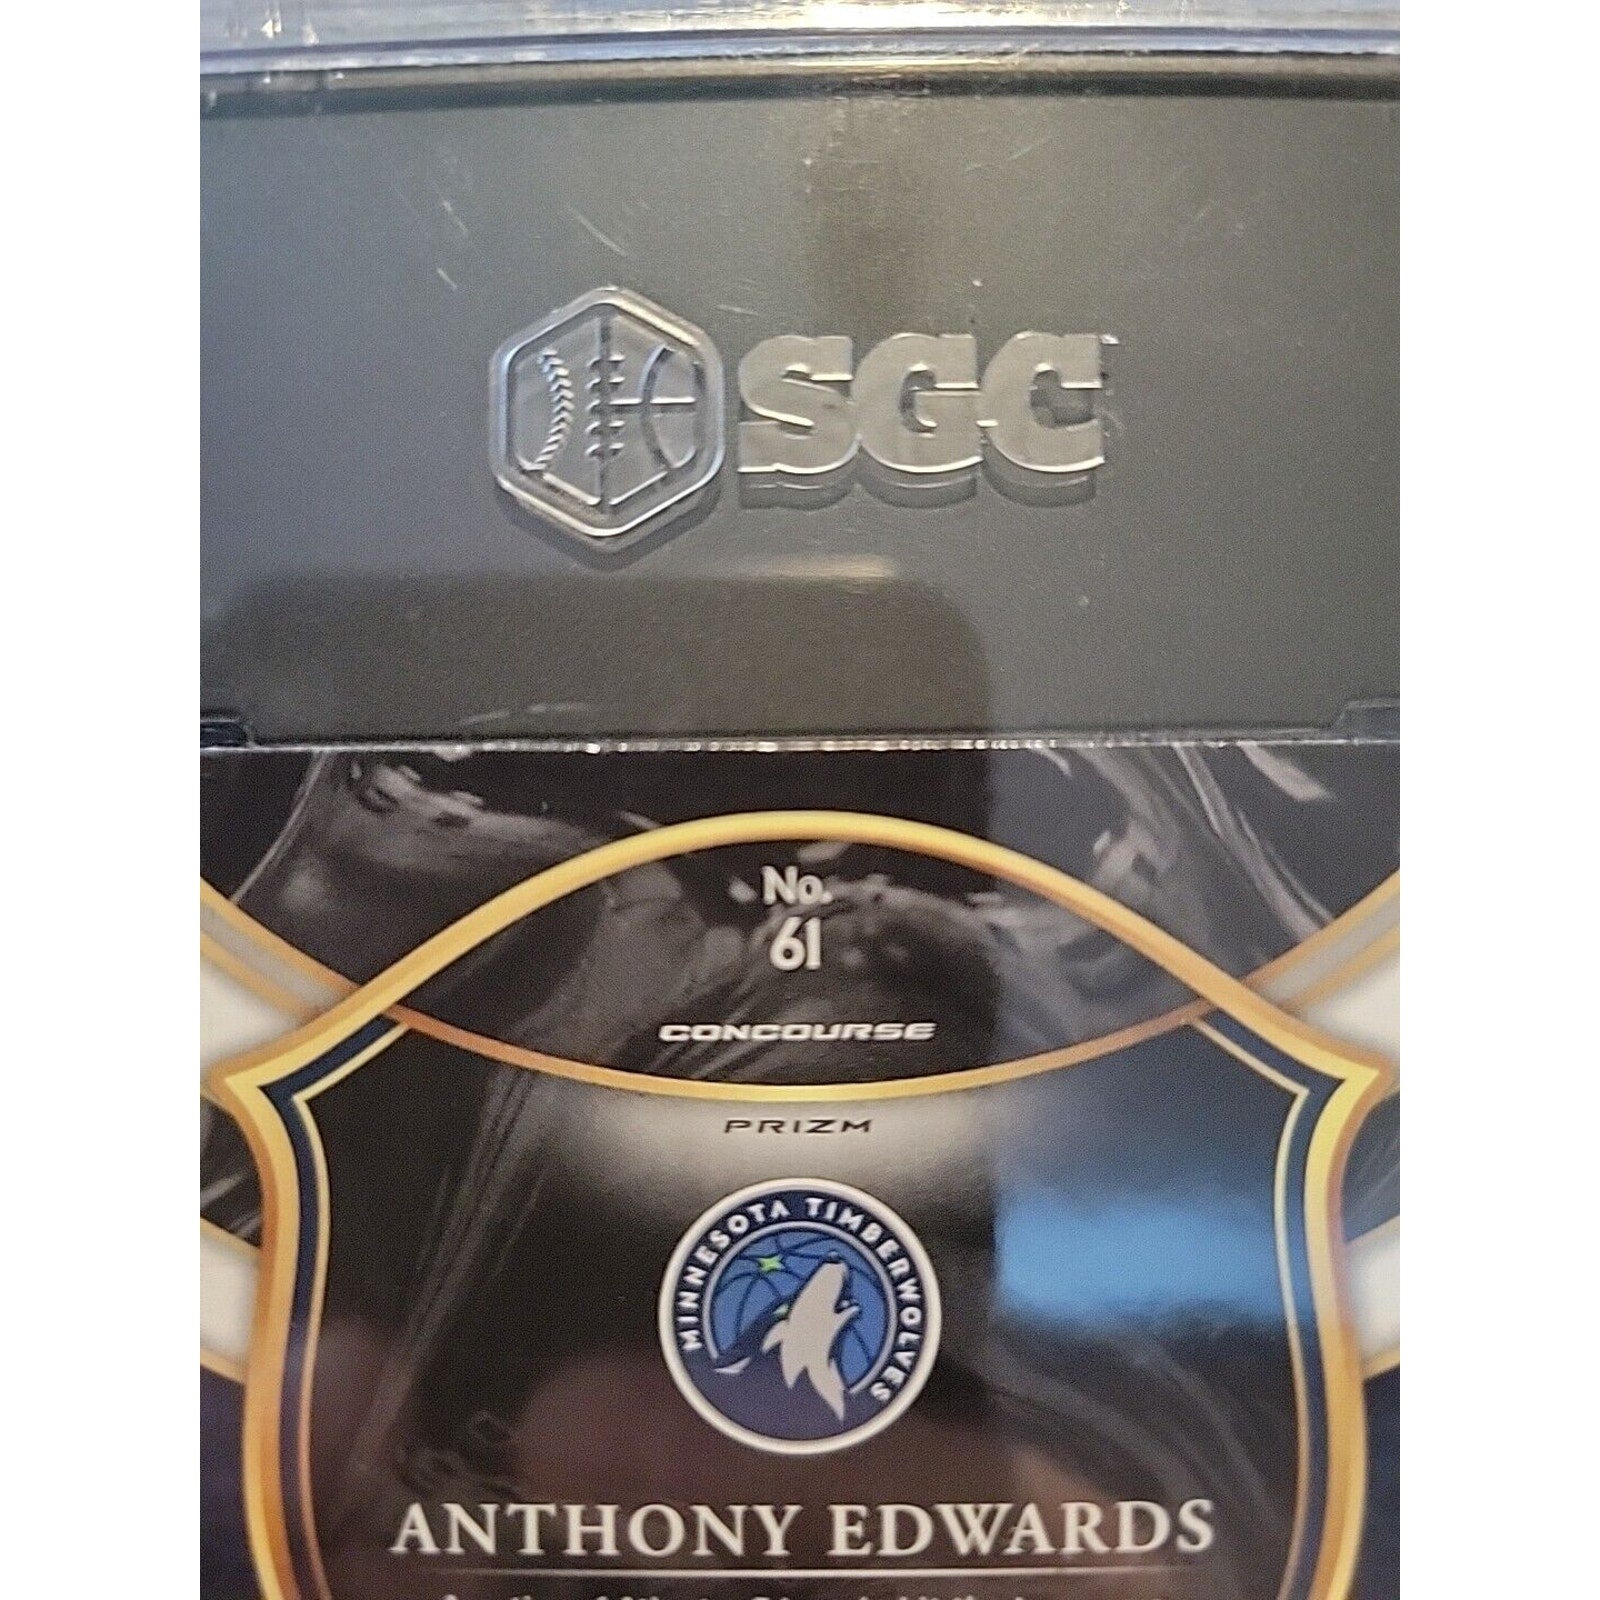 SGC
No.
61
CONCOURSE
PRIZM
MINNESOTA TIMBERWOLVES
ANTHONY EDWARDS